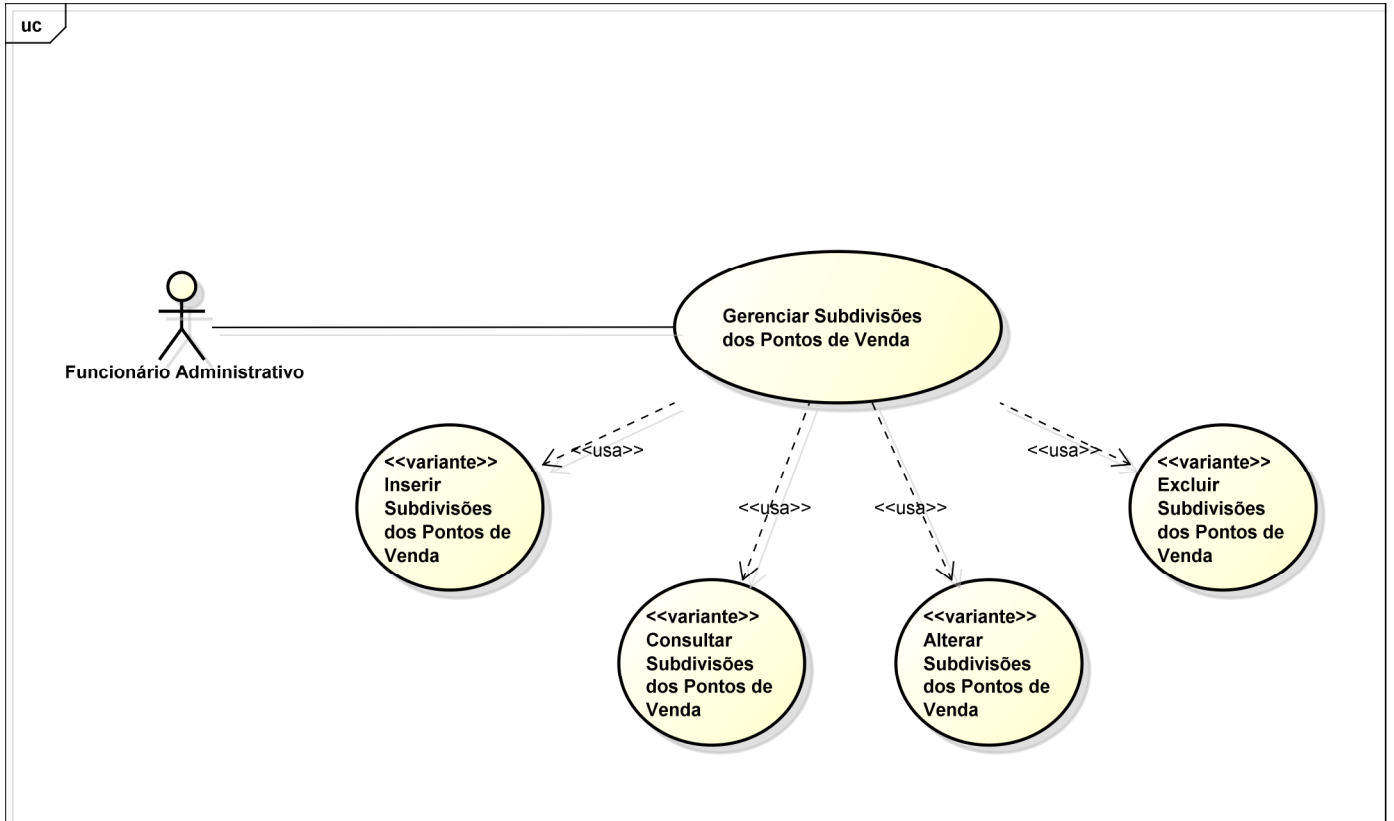 uc
Gerenciar Subdivisões
dos Pontos de Venda
Funcionário Administrativo
<<usa>>
<<usa>>
<<variante>>
Inserir
Subdivisões
dos Pontos de
Venda
<<variante>>
Excluir
Subdivisões
dos Pontos de
Venda
<<usa>>
<<usa>>
<<variante>>
Consultar
Subdivisões
dos Pontos de
Venda
<<variante>>
Alterar
Subdivisões
dos Pontos de
Venda